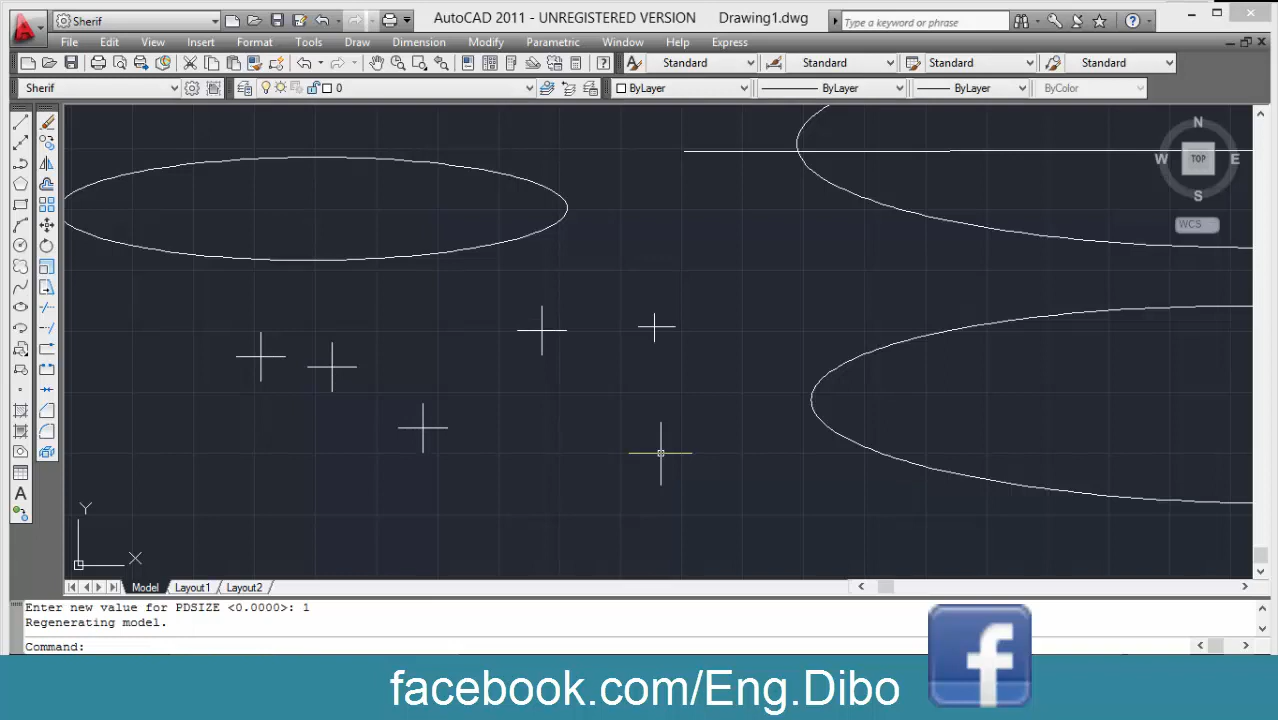 Sherif
AutoCAD 2011 - UNREGISTERED VERSION Drawing1.dwg
Type a keyword or phrase
File Edit View Insert Format Tools Draw Dimension Modify Parametric Window Help Express
Standard Standard Standard Standard
Sherif 0 ByLayer ByLayer ByLayer ByColor
N
W TOP E
S
WCS
Y
X
Model Layout1 Layout2
Enter new value for PDSIZE <0.0000>: 1
Regenerating model.
Command:
facebook.com/Eng.Dibo